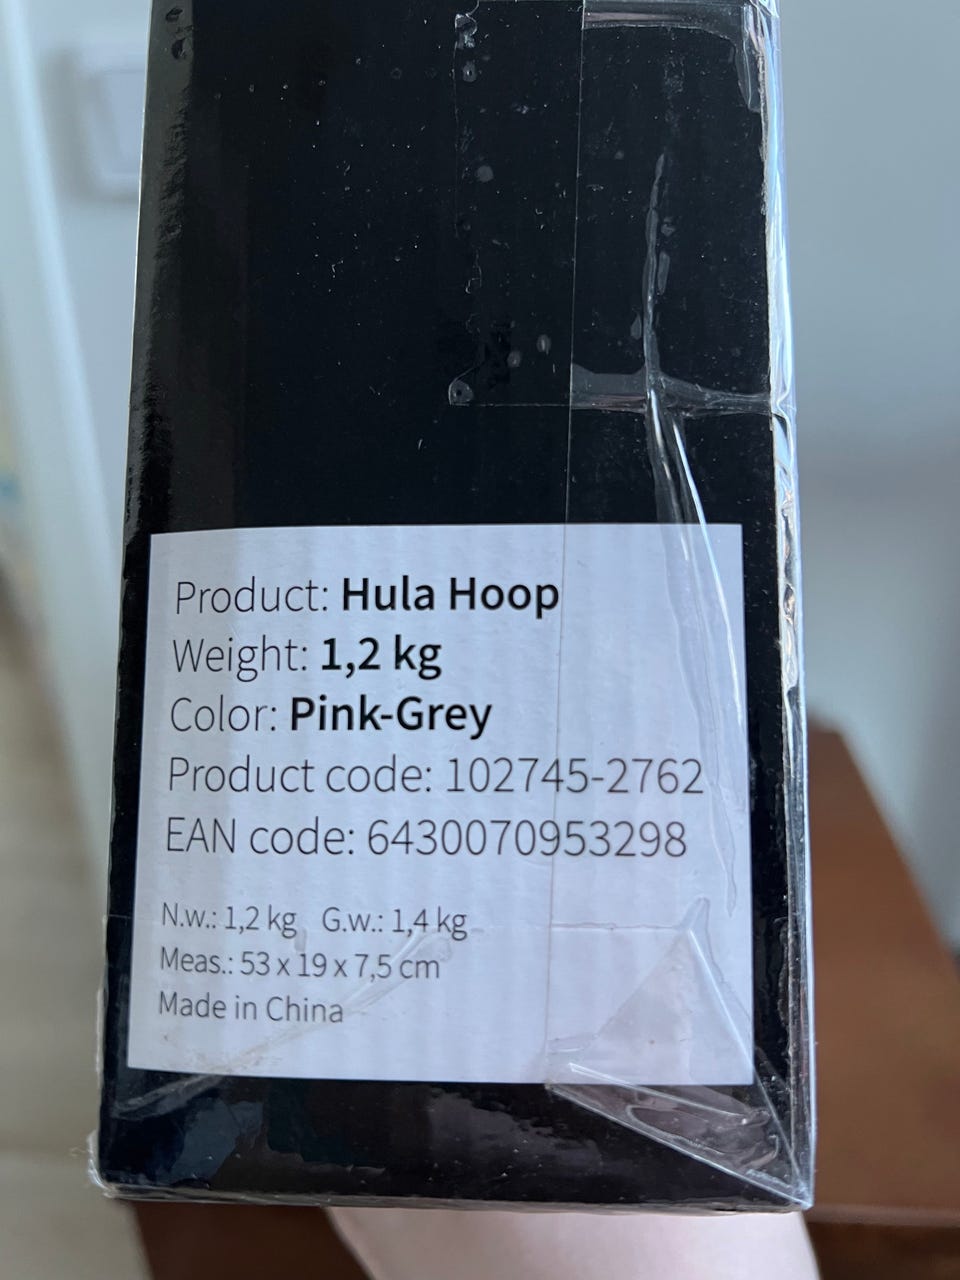 Product: Hula Hoop
Weight: 1,2 kg
Color: Pink-Grey
Product code: 102745-2762
EAN code: 6430070953298
N.w.: 1,2 kg G.w.: 1,4 kg
Meas.: 53 x 19 x 7,5 cm
Made in China